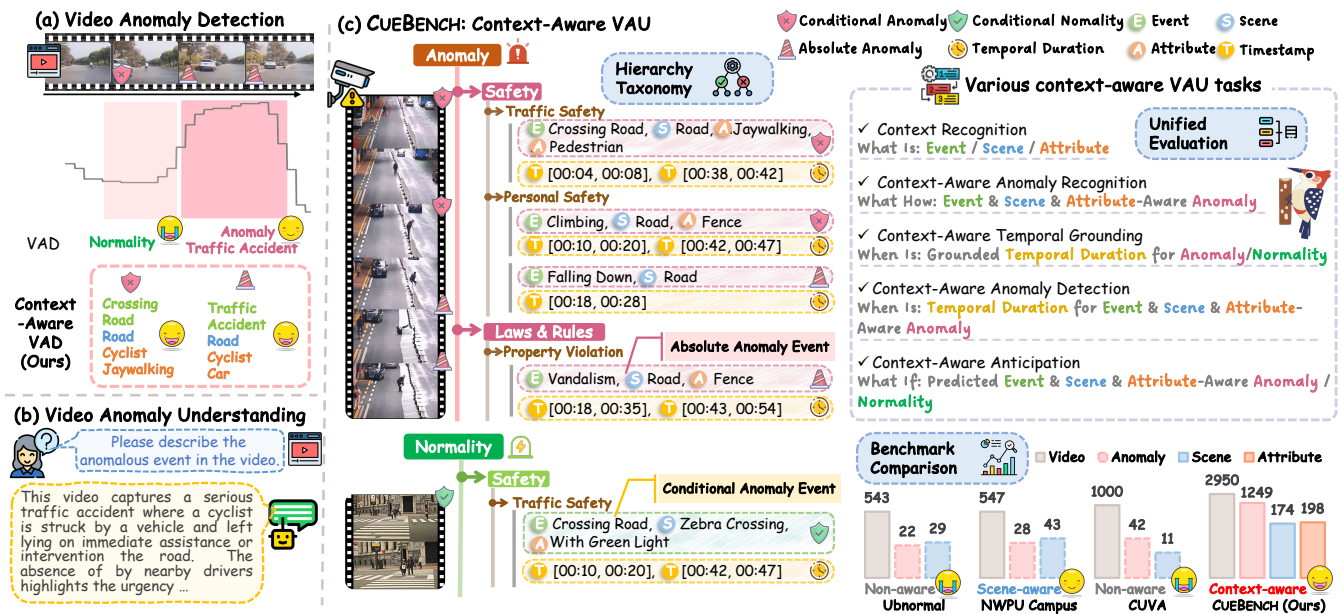 (a) Video Anomaly Detection
VAD
Normality
Anomaly
Traffic Accident
Context
-Aware
VAD
(Ours)
Crossing
Road
Road
Cyclist
Jaywalking
Traffic
Accident
Road
Cyclist
Car
(b) Video Anomaly Understanding
?
Please describe the
anomalous event in the video.
This video captures a serious
traffic accident where a cyclist
is struck by a vehicle and left
lying on immediate assistance or
intervention the road. The
absence of by nearby drivers
highlights the urgency ...
(c) CUEBENCH: Context-Aware VAU
Conditional Anomaly
Conditional Nomality
E Event
S Scene
Absolute Anomaly
Temporal Duration
A Attribute
T Timestamp
Anomaly
Hierarchy
Taxonomy
Safety
Traffic Safety
E Crossing Road, S Road, A Jaywalking,
A Pedestrian
T [00:04, 00:08], T [00:38, 00:42]
Personal Safety
E Climbing, S Road, A Fence
T [00:10, 00:20], T [00:42, 00:47]
E Falling Down, S Road
T [00:18, 00:28]
Laws & Rules
Property Violation
Absolute Anomaly Event
E Vandalism, S Road, A Fence
T [00:18, 00:35], T [00:43, 00:54]
Normality
Safety
Traffic Safety
Conditional Anomaly Event
E Crossing Road, S Zebra Crossing,
A With Green Light
T [00:10, 00:20], T [00:42, 00:47]
1
2
3
Various context-aware VAU tasks
Unified
Evaluation
✓ Context Recognition
What Is: Event / Scene / Attribute
✓ Context-Aware Anomaly Recognition
What How: Event & Scene & Attribute-Aware Anomaly
✓ Context-Aware Temporal Grounding
When Is: Grounded Temporal Duration for Anomaly/Normality
✓ Context-Aware Anomaly Detection
When Is: Temporal Duration for Event & Scene & Attribute-
Aware Anomaly
✓ Context-Aware Anticipation
What If: Predicted Event & Scene & Attribute-Aware Anomaly /
Normality
Benchmark
Comparison
Video
Anomaly
Scene
Attribute
543
22
29
Non-aware
Ubnormal
547
28
43
Scene-aware
NWPU Campus
1000
42
11
Non-aware
CUVA
2950
1249
174
198
Context-aware
CUEBENCH (Ours)